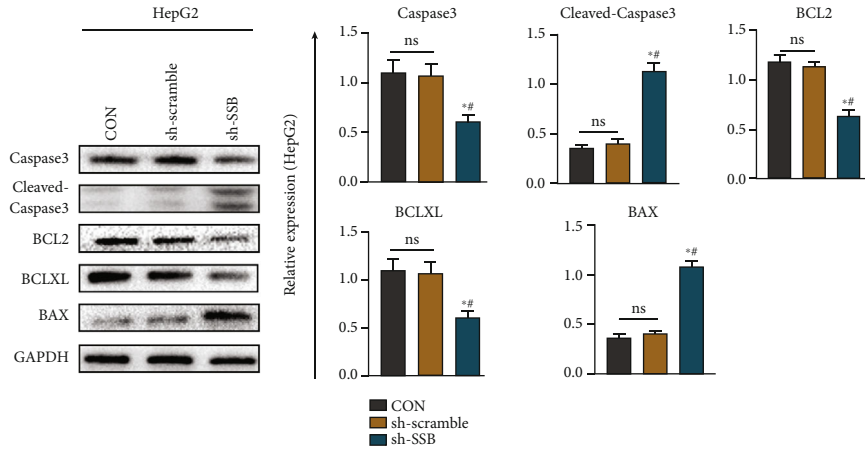 HepG2
CON
sh-scramble
sh-SSB
Caspase3
Cleaved-
Caspase3
BCL2
BCLXL
BAX
GAPDH
Relative expression (HepG2)
Caspase3
1.5
1.0
0.5
0.0
ns
*#
Cleaved-Caspase3
1.5
1.0
0.5
0.0
ns
*#
BCL2
1.5
1.0
0.5
0.0
ns
*#
BCLXL
1.5
1.0
0.5
0.0
ns
*#
BAX
1.5
1.0
0.5
0.0
ns
*#
CON
sh-scramble
sh-SSB